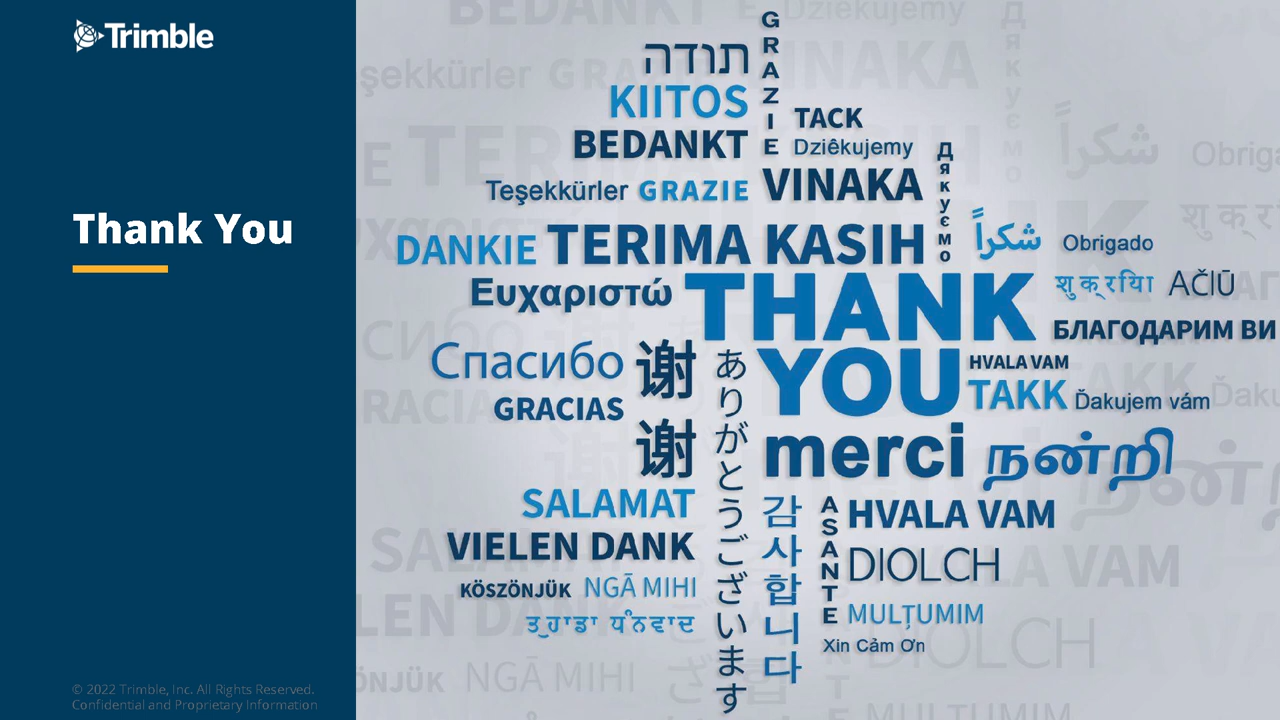 Trimble
Thank You
© 2022 Trimble, Inc. All Rights Reserved.
Confidential and Proprietary Information
GRAZIE
תודה
KIITOS
TACK
BEDANKT
Dziêkujemy
Дякуємо
Teşekkürler
GRAZIE
VINAKA
DANKIE
TERIMA KASIH
شكراً
Obrigado
Ευχαριστώ
THANK
YOU
शुक्रिया
AČIŪ
БЛАГОДАРИМ ВИ
Спасибо
谢
谢
ありがとうございます
HVALA VAM
TAKK
Ďakujem vám
GRACIAS
merci
நன்றி
SALAMAT
감사합니다
ASANTE
HVALA VAM
VIELEN DANK
DIOLCH
KÖSZÖNJÜK
NGĀ MIHI
MULȚUMIM
ਤੁਹਾਡਾ ਧੰਨਵਾਦ
Xin Cảm Ơn